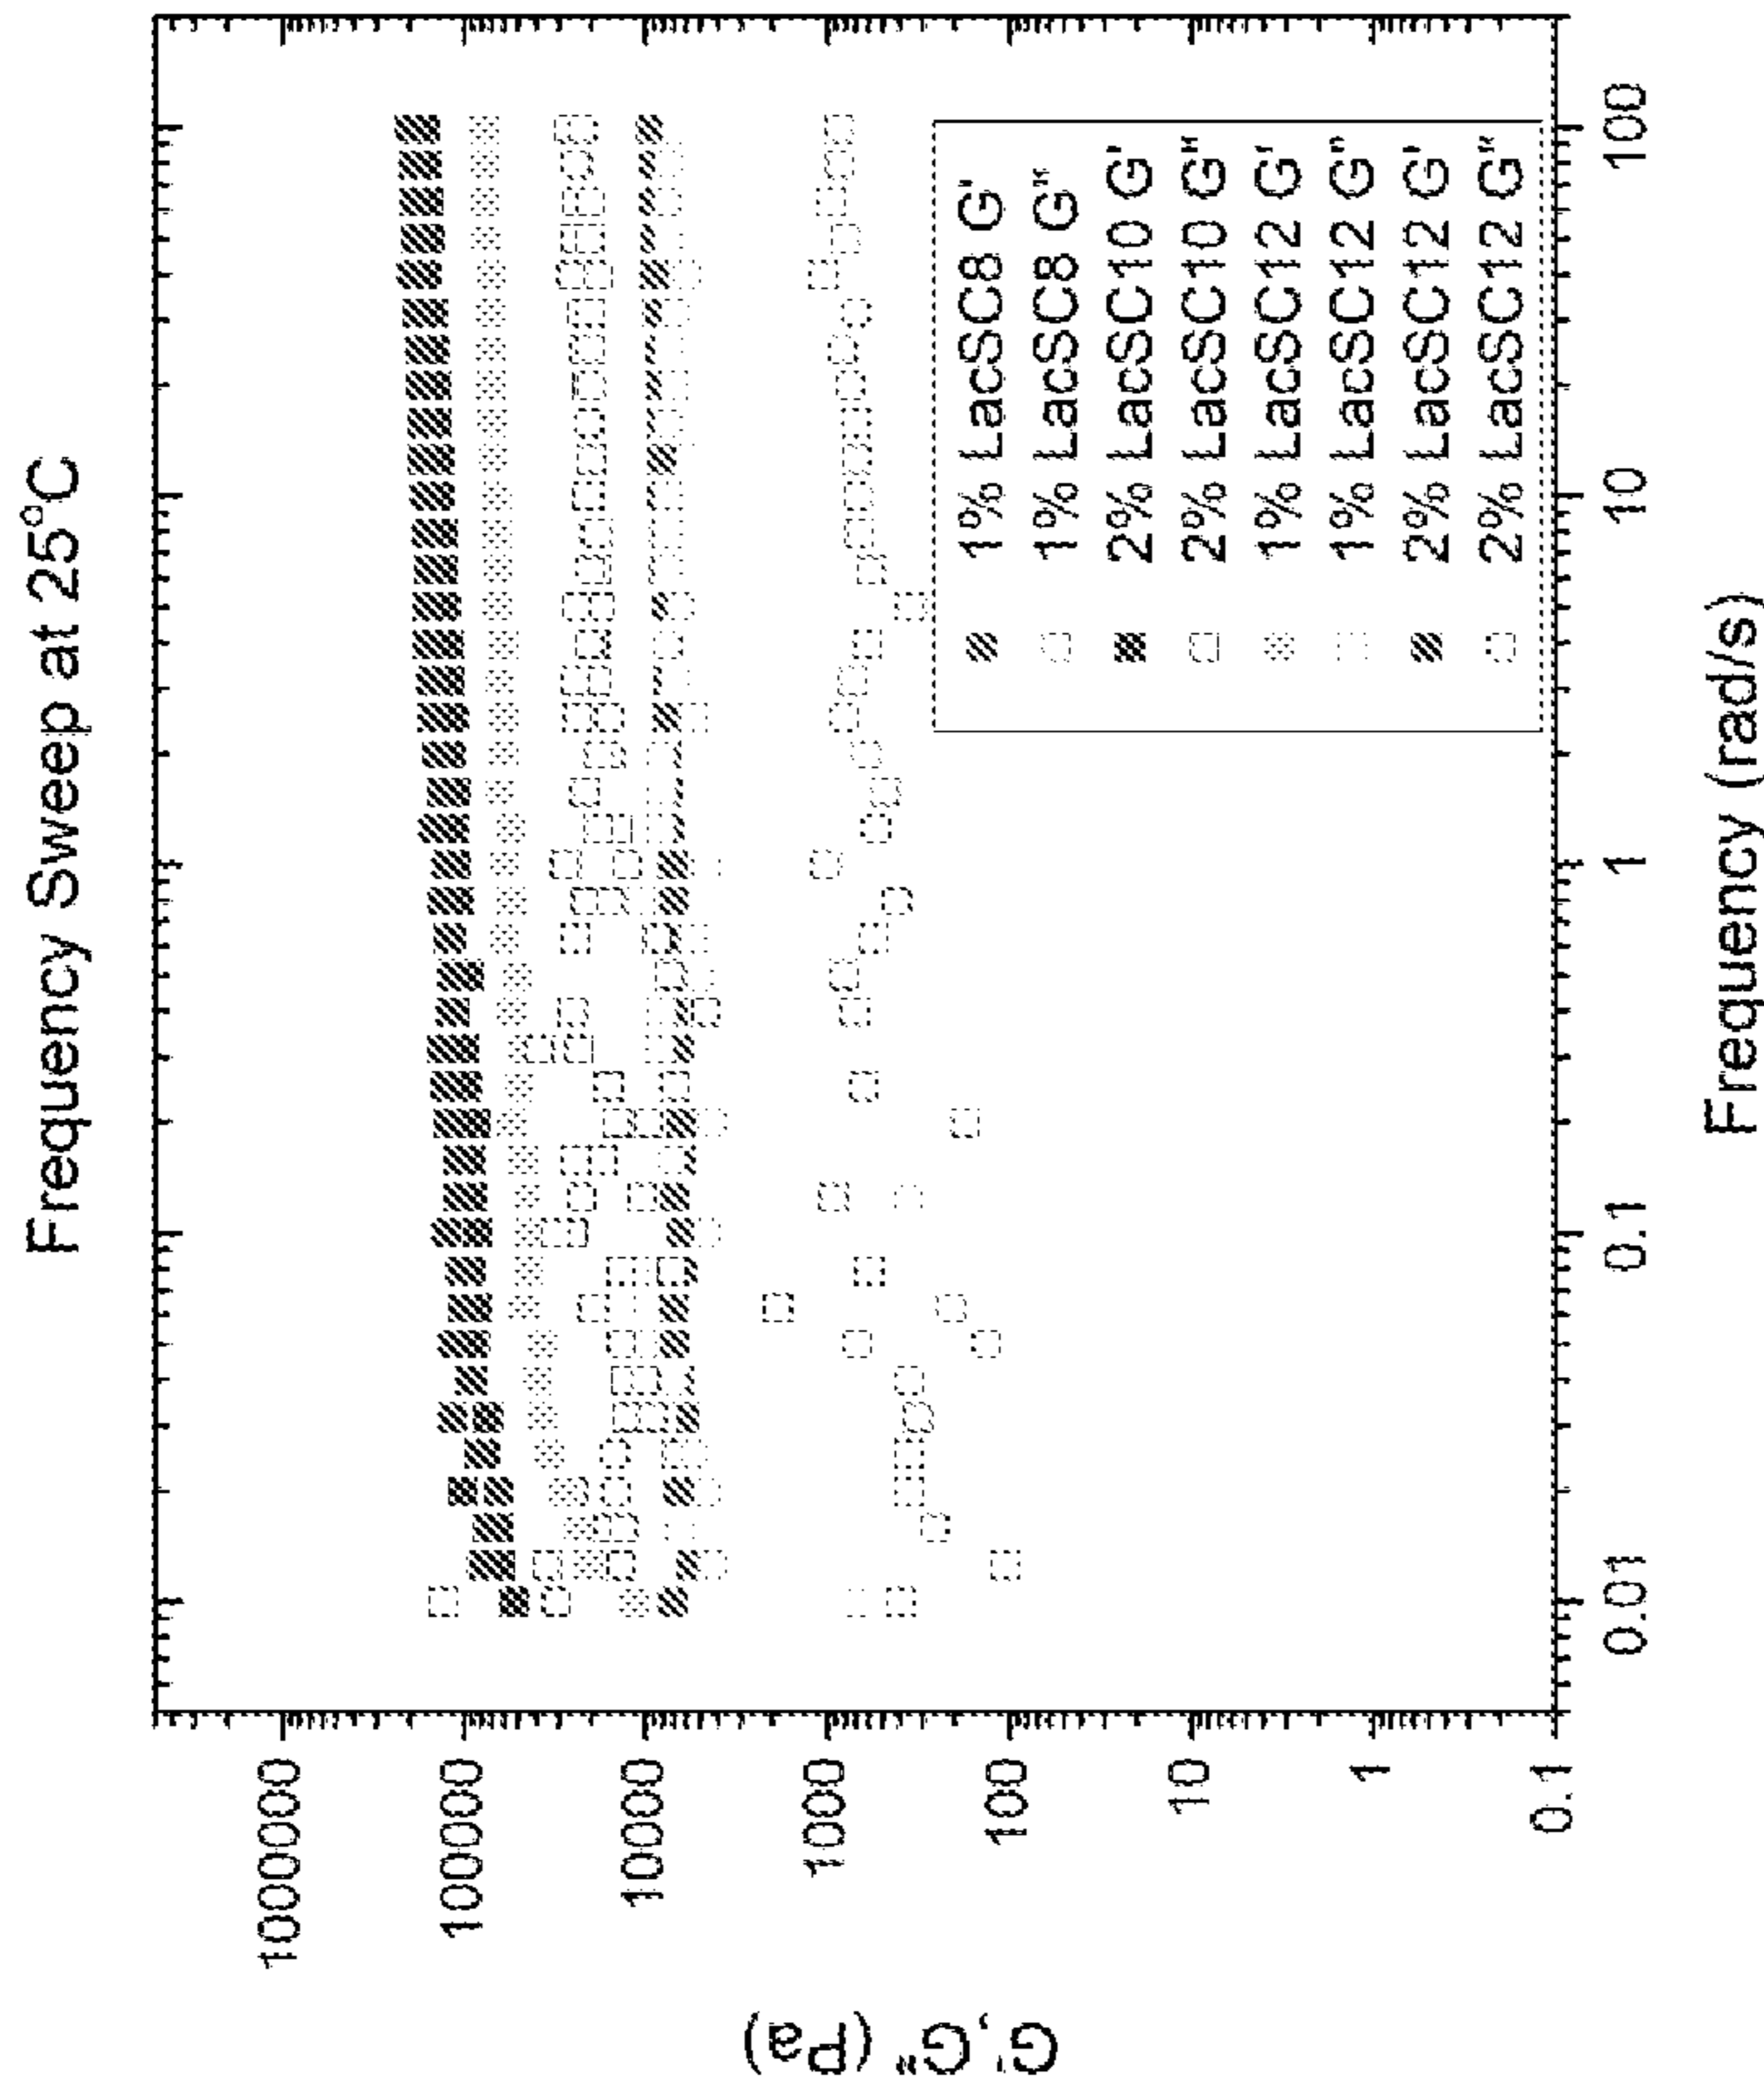 Frequency Sweep at 25°C
G',G" (Pa)
1000000
100000
10000
1000
100
10
1
0.1
1% LacSC8 G'
1% LacSC8 G"
2% LacSC10 G'
2% LacSC10 G"
1% LacSC12 G'
1% LacSC12 G"
2% LacSC12 G'
2% LacSC12 G"
0.01 0.1 1 10 100
Frequency (rad/s)